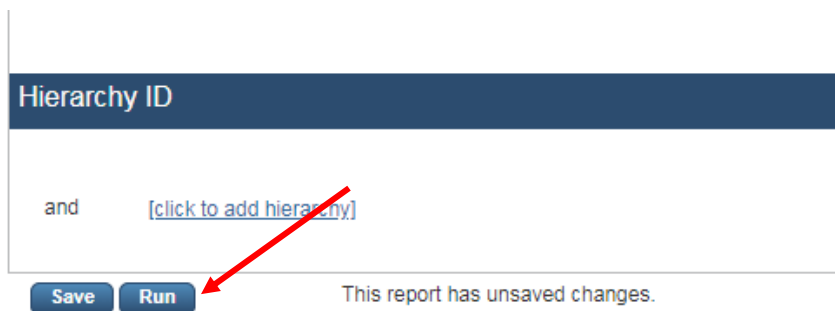 Hierarchy ID
and [click to add hierarchy]
Save Run This report has unsaved changes.